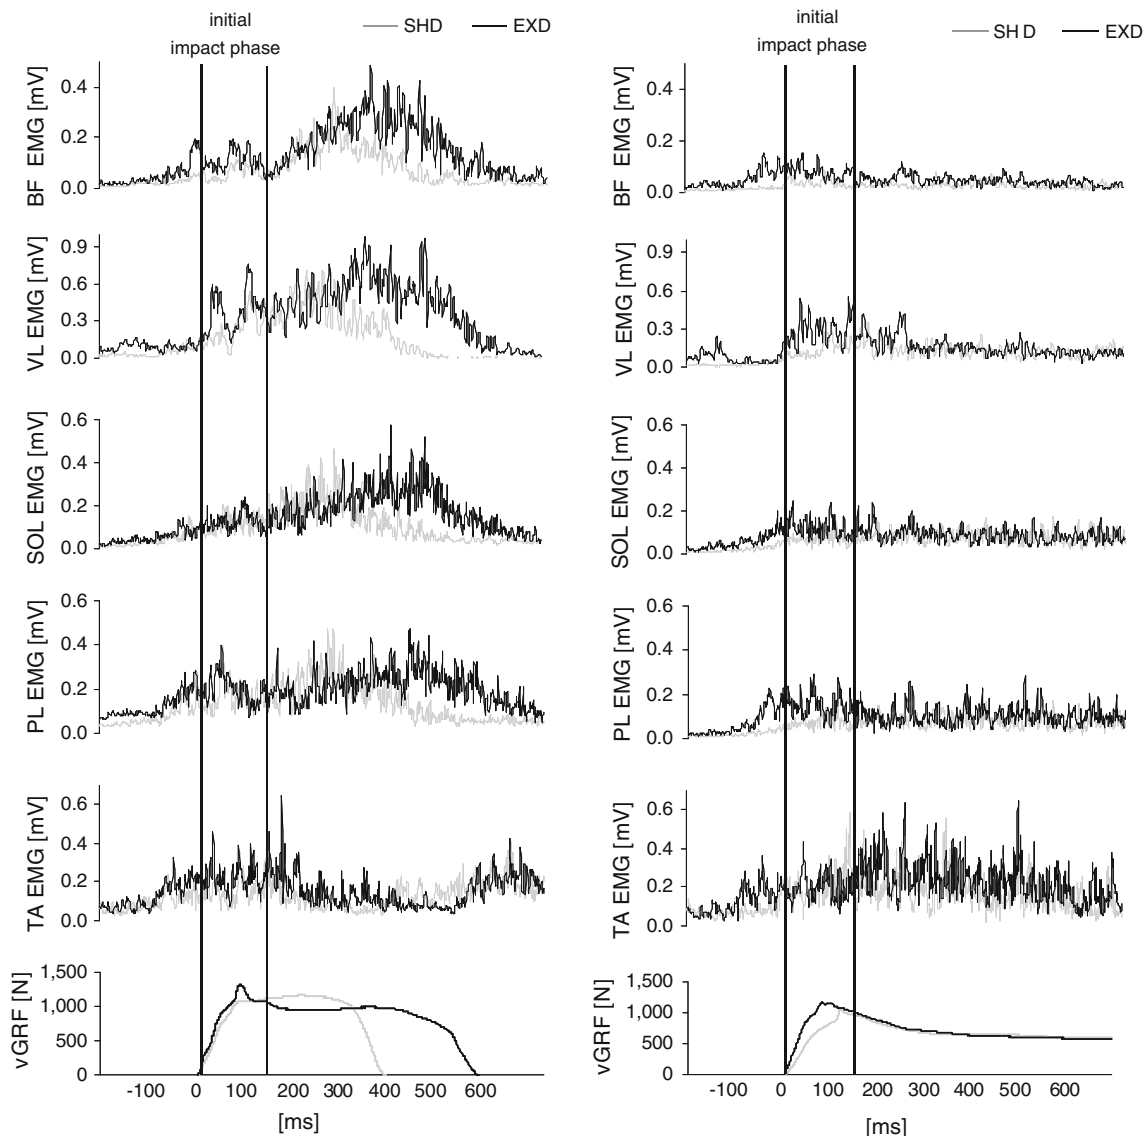 initial
impact phase
SHD EXD
BF EMG [mV]
0.4
0.2
0.0
VL EMG [mV]
0.9
0.6
0.3
0.0
SOL EMG [mV]
0.6
0.4
0.2
0.0
PL EMG [mV]
0.6
0.4
0.2
0.0
TA EMG [mV]
0.6
0.4
0.2
0.0
vGRF [N]
1,500
1,000
500
0
-100 0 100 200 300 400 500 600
[ms]
initial
impact phase
SH D EXD
BF EMG [mV]
0.4
0.2
0.0
VL EMG [mV]
0.9
0.6
0.3
0.0
SOL EMG [mV]
0.6
0.4
0.2
0.0
PL EMG [mV]
0.6
0.4
0.2
0.0
TA EMG [mV]
0.6
0.4
0.2
0.0
vGRF [N]
1,500
1,000
500
0
-100 0 100 200 300 400 500 600
[ms]